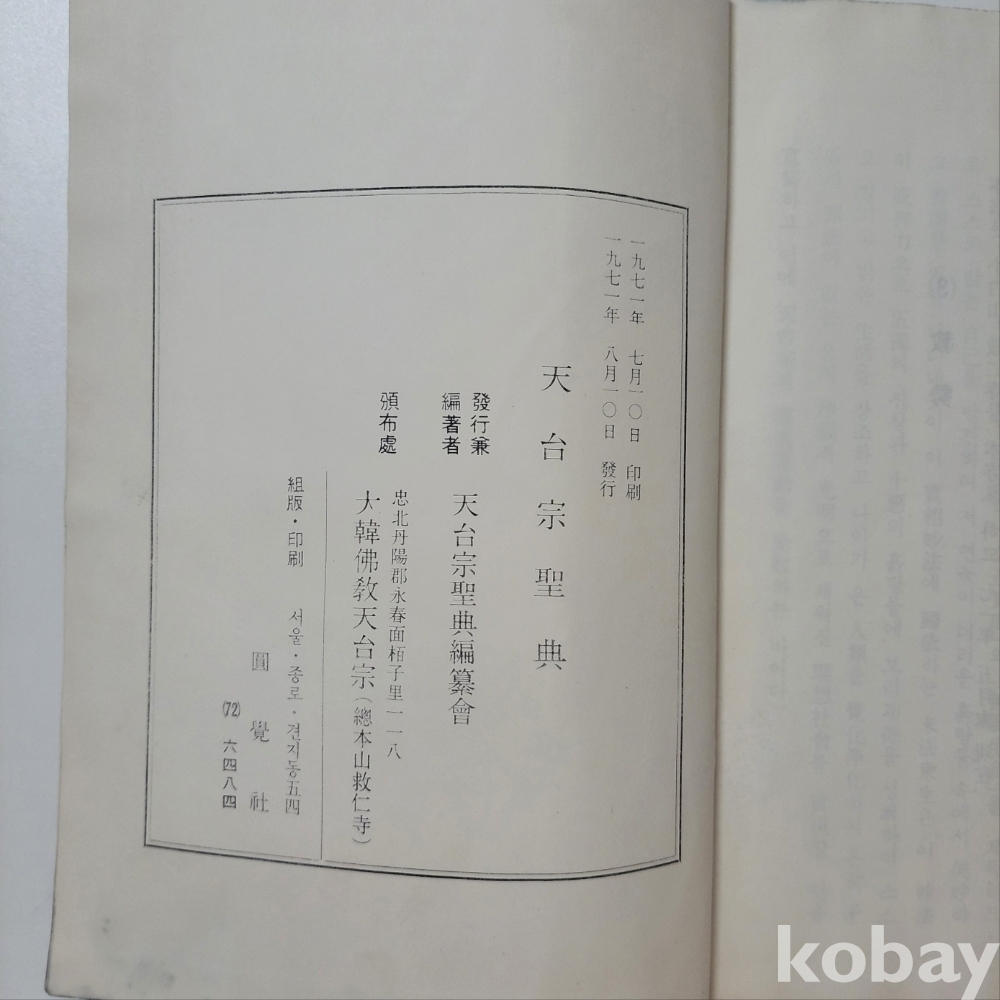 一九七一年 七月一〇日 印刷
一九七一年 八月一〇日 發行
天台宗聖典
發行兼
編著者
天台宗聖典編纂會
頒布處
忠北丹陽郡永春面栢子里一一八
大韓佛敎天台宗(總本山救仁寺)
組版・印刷
서울・종로・견지동五四
圓覺社
(72) 六四八四
kobay